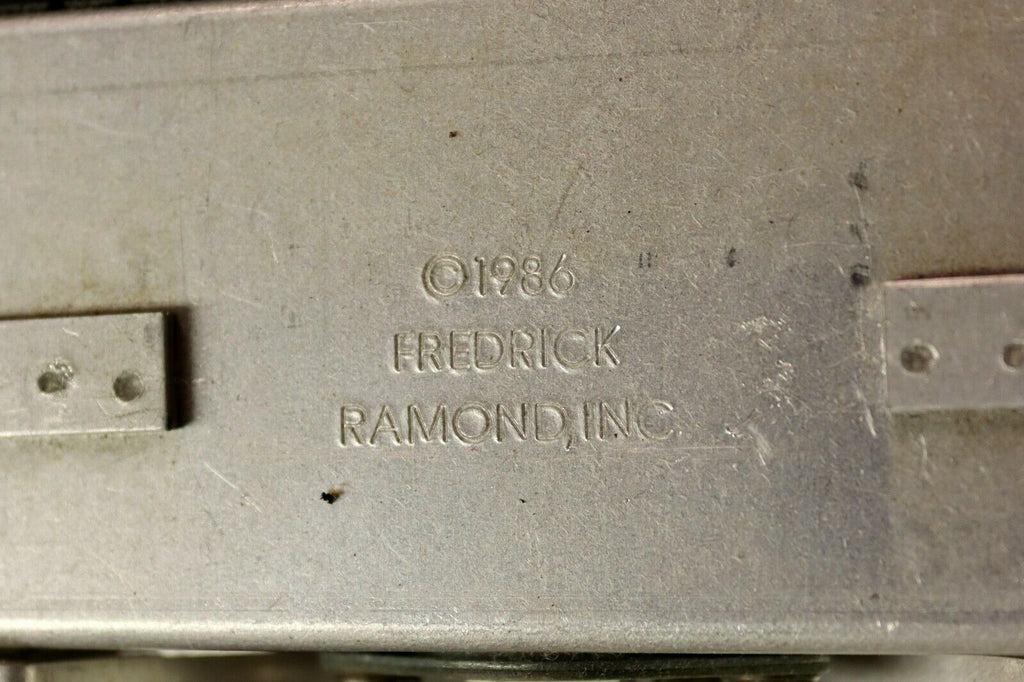 ©1986
FREDRICK
RAMOND, INC